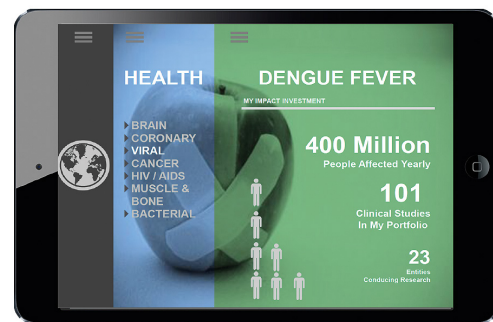 HEALTH
BRAIN
CORONARY
VIRAL
CANCER
HIV / AIDS
MUSCLE &
BONE
BACTERIAL
DENGUE FEVER
MY IMPACT INVESTMENT
400 Million
People Affected Yearly
101
Clinical Studies
In My Portfolio
23
Entities
Conducing Research